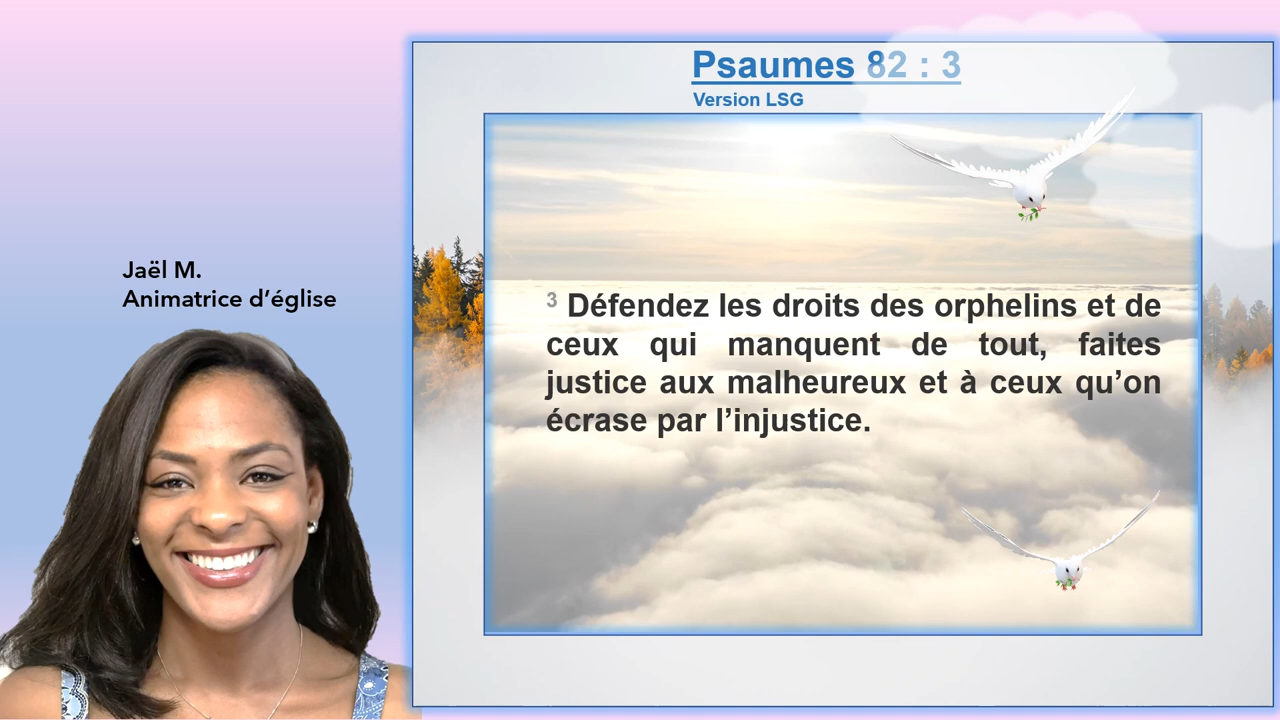 Psaumes 82 : 3
Version LSG
Jaël M.
Animatrice d’église
3 Défendez les droits des orphelins et de
ceux qui manquent de tout, faites
justice aux malheureux et à ceux qu’on
écrase par l’injustice.